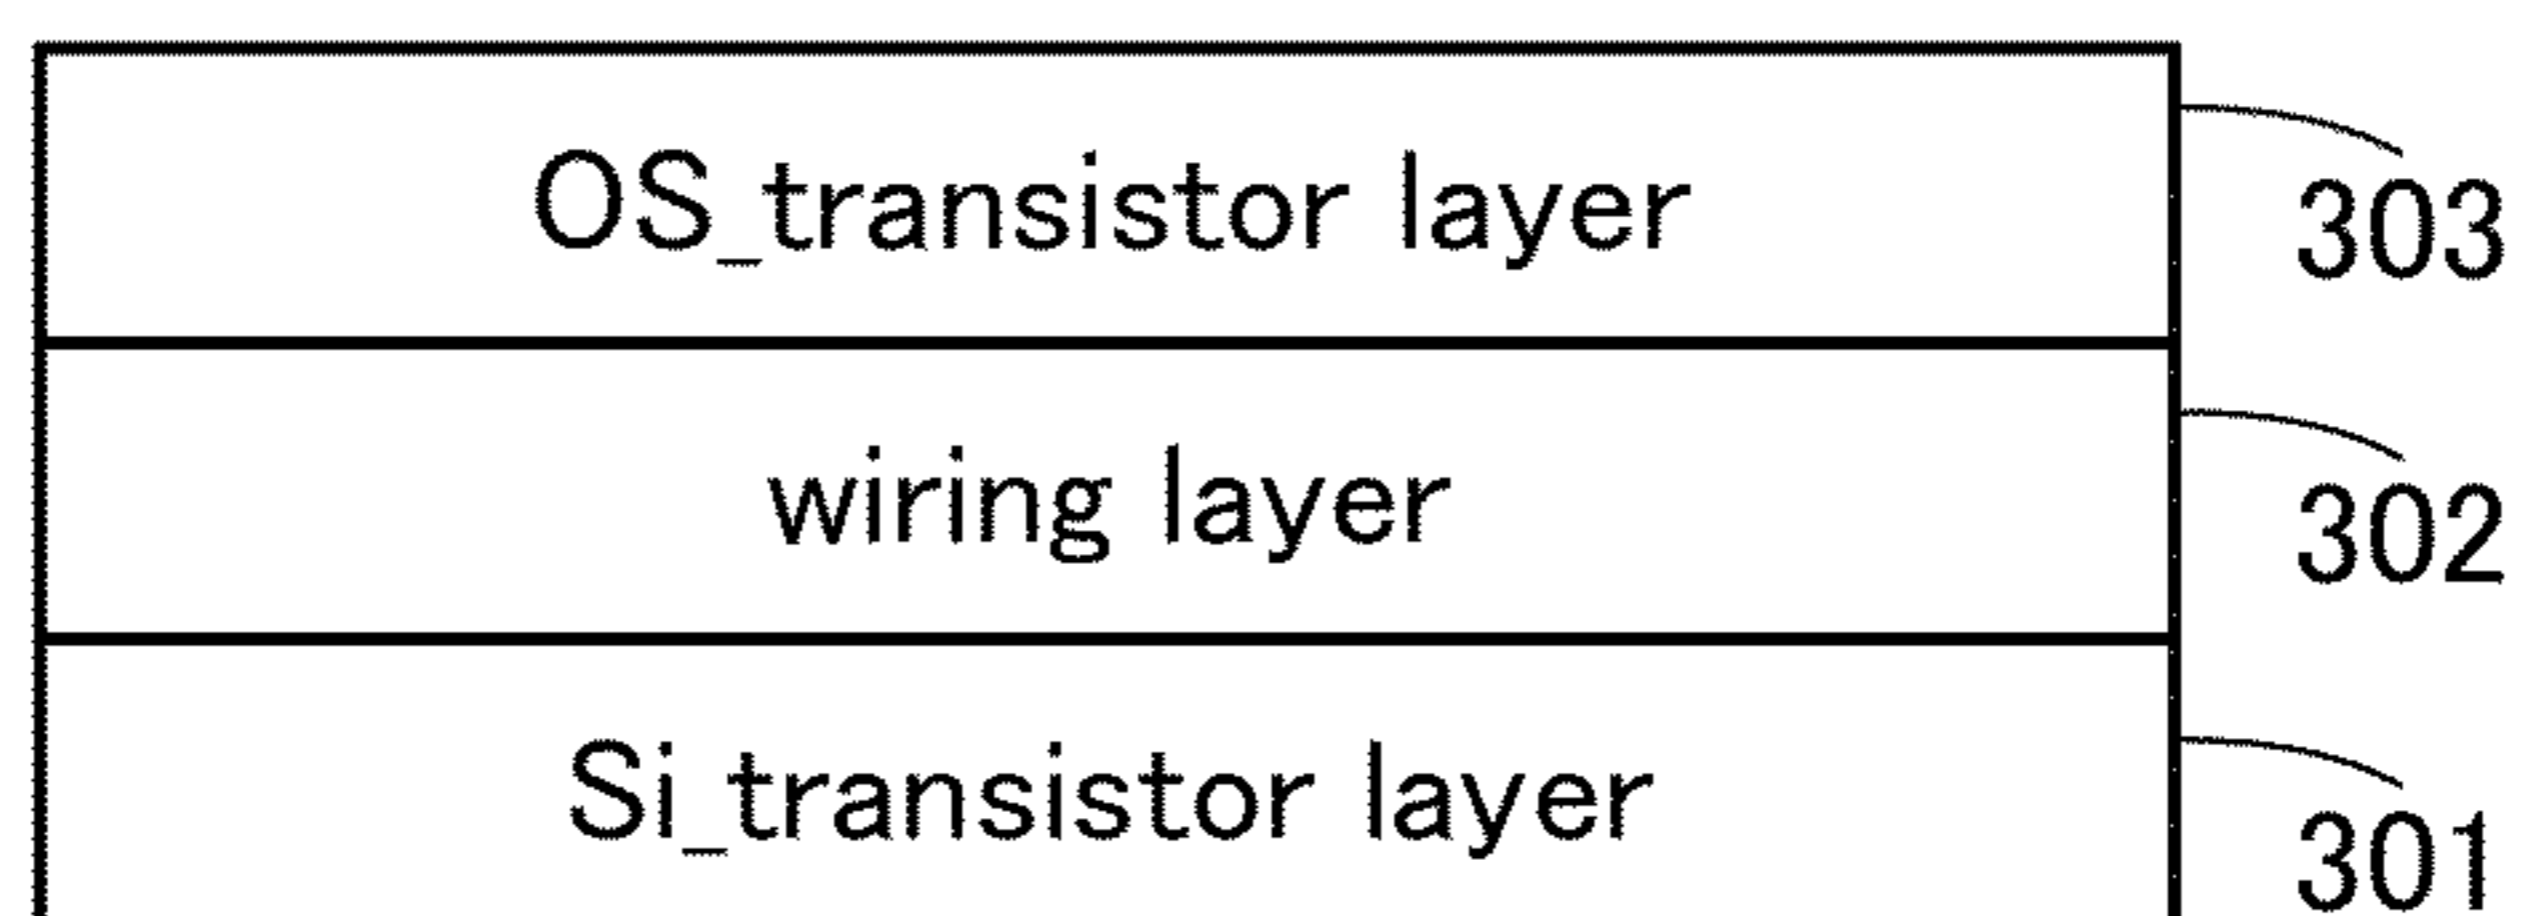 OS_transistor layer
303
wiring layer
302
Si_transistor layer
301